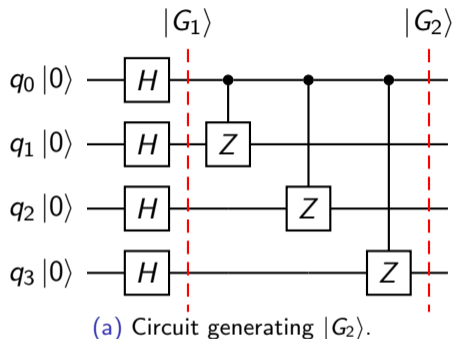 |G₁⟩ |G₂⟩
q₀ |0⟩ H
q₁ |0⟩ H Z
q₂ |0⟩ H Z
q₃ |0⟩ H Z
(a) Circuit generating |G₂⟩.